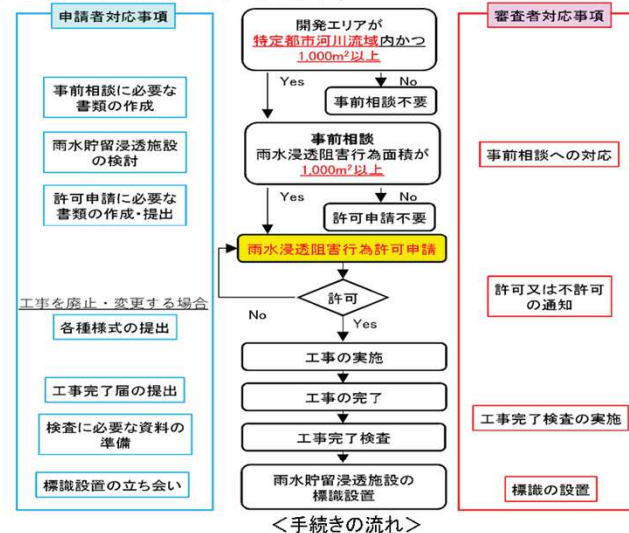 申請者対応事項
事前相談に必要な
書類の作成
雨水貯留浸透施設
の検討
許可申請に必要な
書類の作成・提出
工事を廃止・変更する場合
各種様式の提出
工事完了届の提出
検査に必要な資料の
準備
標識設置の立ち会い
開発エリアが
特定都市河川流域内かつ
1,000m²以上
Yes
No
事前相談不要
事前相談
雨水浸透阻害行為面積が
1,000m²以上
Yes
No
許可申請不要
雨水浸透阻害行為許可申請
許可
No
Yes
工事の実施
工事の完了
工事完了検査
雨水貯留浸透施設の
標識設置
審査者対応事項
事前相談への対応
許可又は不許可
の通知
工事完了検査の実施
標識の設置
＜手続きの流れ＞